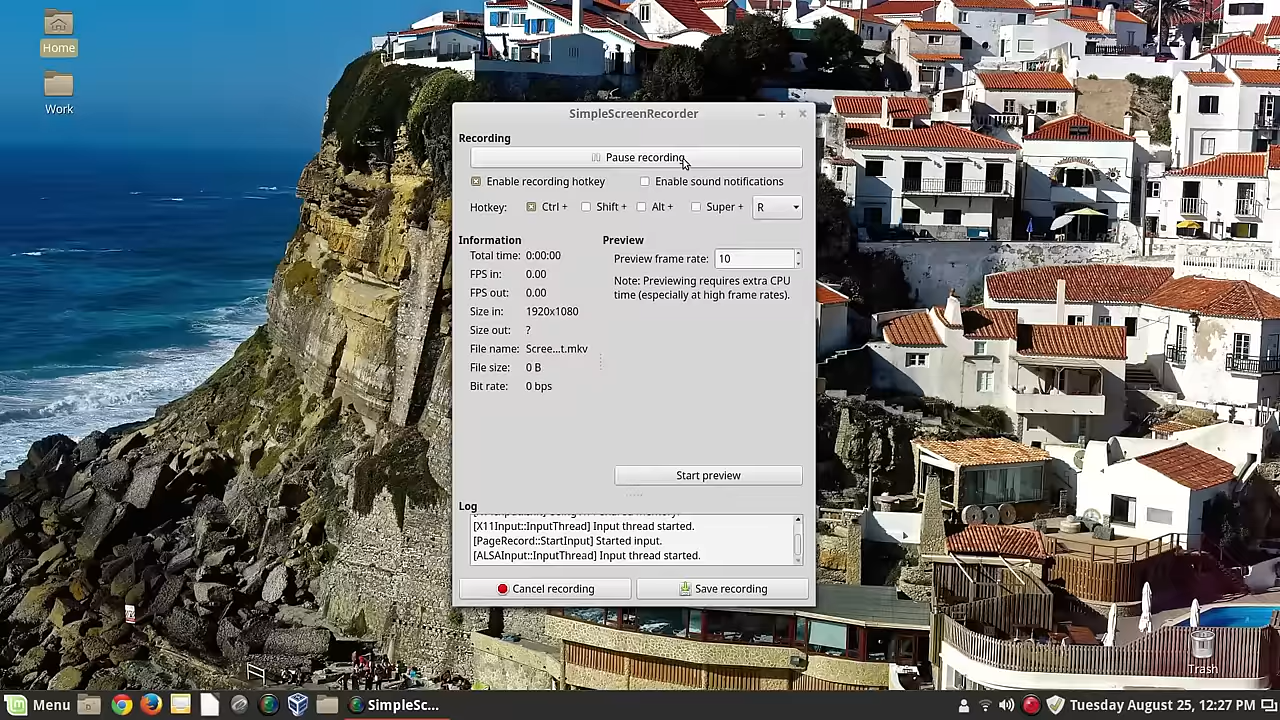 Home
Work
SimpleScreenRecorder
Recording
Pause recording
Enable recording hotkey
Enable sound notifications
Hotkey: Ctrl + Shift + Alt + Super + R
Information
Total time: 0:00:00
FPS in: 0.00
FPS out: 0.00
Size in: 1920x1080
Size out: ?
File name: Scree...t.mkv
File size: 0 B
Bit rate: 0 bps
Preview
Preview frame rate: 10
Note: Previewing requires extra CPU
time (especially at high frame rates).
Start preview
Log
[X11Input::InputThread] Input thread started.
[PageRecord::StartInput] Started input.
[ALSAInput::InputThread] Input thread started.
Cancel recording
Save recording
Trash
Menu
SimpleSc...
Tuesday August 25, 12:27 PM